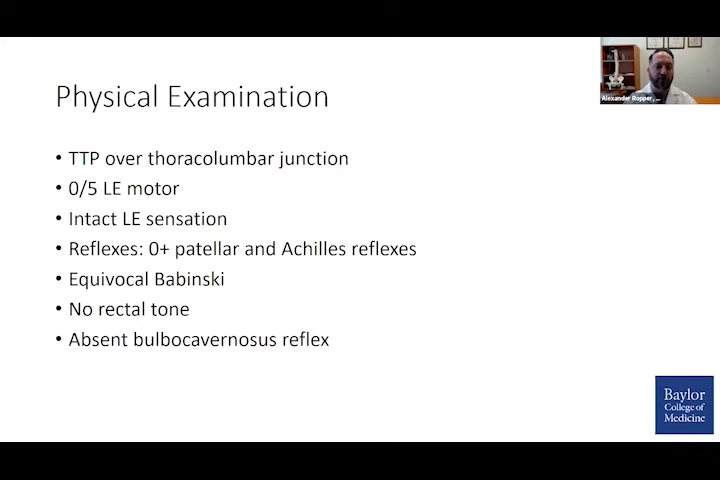 Alexander Ropper, ...
Physical Examination
• TTP over thoracolumbar junction
• 0/5 LE motor
• Intact LE sensation
• Reflexes: 0+ patellar and Achilles reflexes
• Equivocal Babinski
• No rectal tone
• Absent bulbocavernosus reflex
Baylor
College of
Medicine